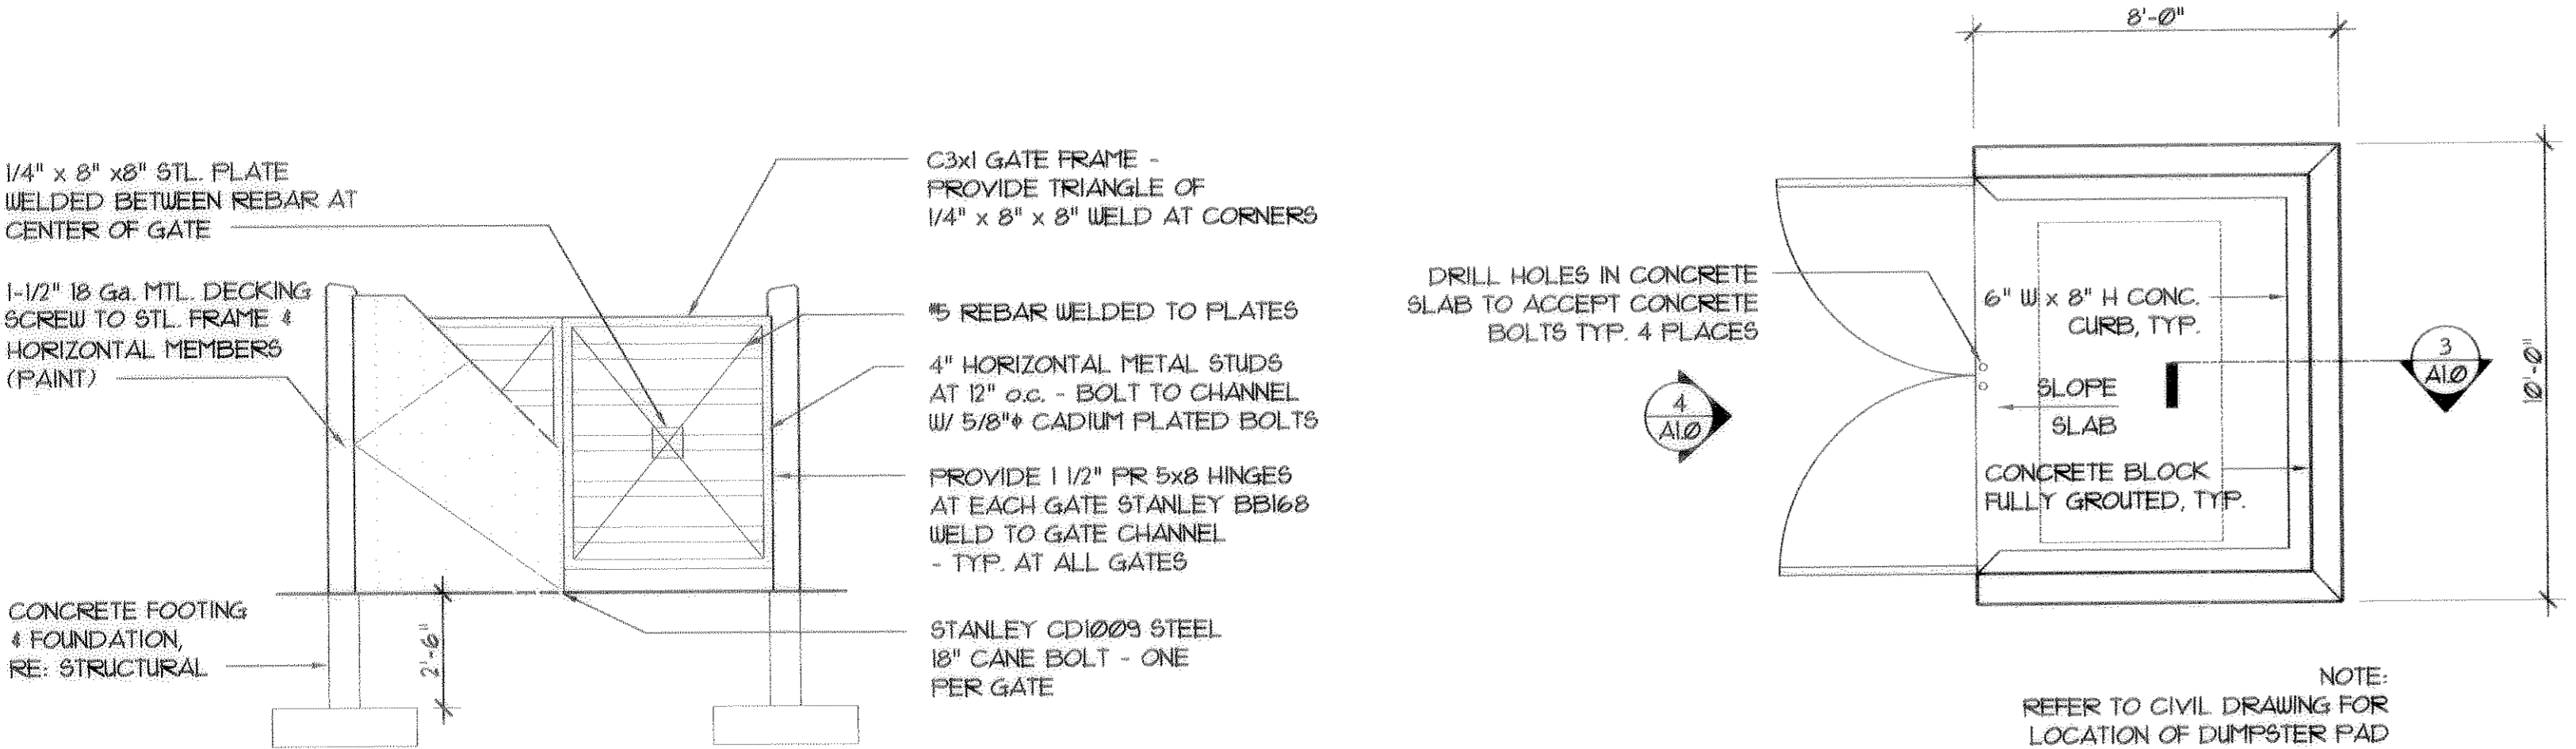 1/4" x 8" x8" STL. PLATE
WELDED BETWEEN REBAR AT
CENTER OF GATE
1-1/2" 18 Ga. MTL. DECKING
SCREW TO STL. FRAME &
HORIZONTAL MEMBERS
(PAINT)
CONCRETE FOOTING
& FOUNDATION,
RE: STRUCTURAL
2'-6"
C3x1 GATE FRAME -
PROVIDE TRIANGLE OF
1/4" x 8" x 8" WELD AT CORNERS
#5 REBAR WELDED TO PLATES
4" HORIZONTAL METAL STUDS
AT 12" o.c. - BOLT TO CHANNEL
W/ 5/8"φ CADIUM PLATED BOLTS
PROVIDE 1 1/2" PR 5x8 HINGES
AT EACH GATE STANLEY BB168
WELD TO GATE CHANNEL
- TYP. AT ALL GATES
STANLEY CD1009 STEEL
18" CANE BOLT - ONE
PER GATE
8'-0"
DRILL HOLES IN CONCRETE
SLAB TO ACCEPT CONCRETE
BOLTS TYP. 4 PLACES
4
A1.0
6" W x 8" H CONC.
CURB, TYP.
SLOPE
SLAB
CONCRETE BLOCK
FULLY GROUTED, TYP.
3
A1.0
10'-0"
NOTE:
REFER TO CIVIL DRAWING FOR
LOCATION OF DUMPSTER PAD